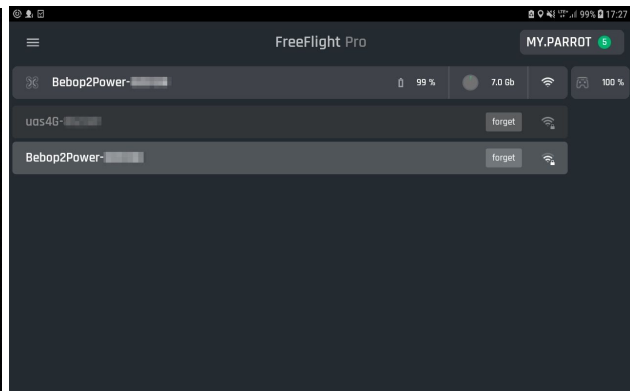 99% 17:27
FreeFlight Pro
MY.PARROT 5
Bebop2Power- 99 % 7.0 Gb 100 %
uas4G- forget
Bebop2Power- forget